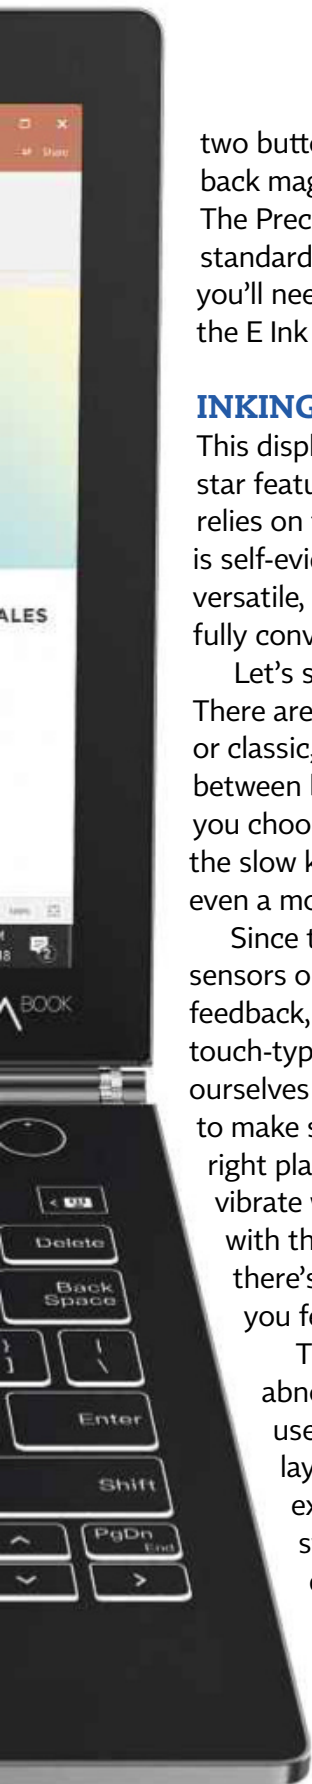 Share
ALES
BOOK
Delete
Back
Space
}
]
|
\
Enter
Shift
PgDn
End
two butt
back mag
The Prec
standard
you'll nee
the E Ink
INKING
This displ
star featu
relies on
is self-evi
versatile,
fully conv
Let's s
There are
or classic,
between
you choo
the slow k
even a mo
Since t
sensors o
feedback,
touch-typ
ourselves
to make s
right pla
vibrate
with th
there's
you fe
T
abno
use
lay
ex
s